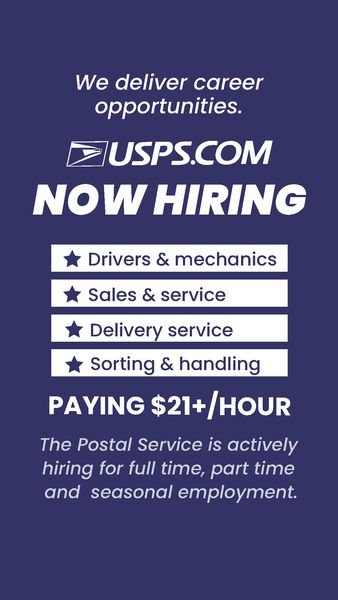 We deliver career
opportunities.
USPS.COM
NOW HIRING
Drivers & mechanics
Sales & service
Delivery service
Sorting & handling
PAYING $21+/HOUR
The Postal Service is actively
hiring for full time, part time
and seasonal employment.